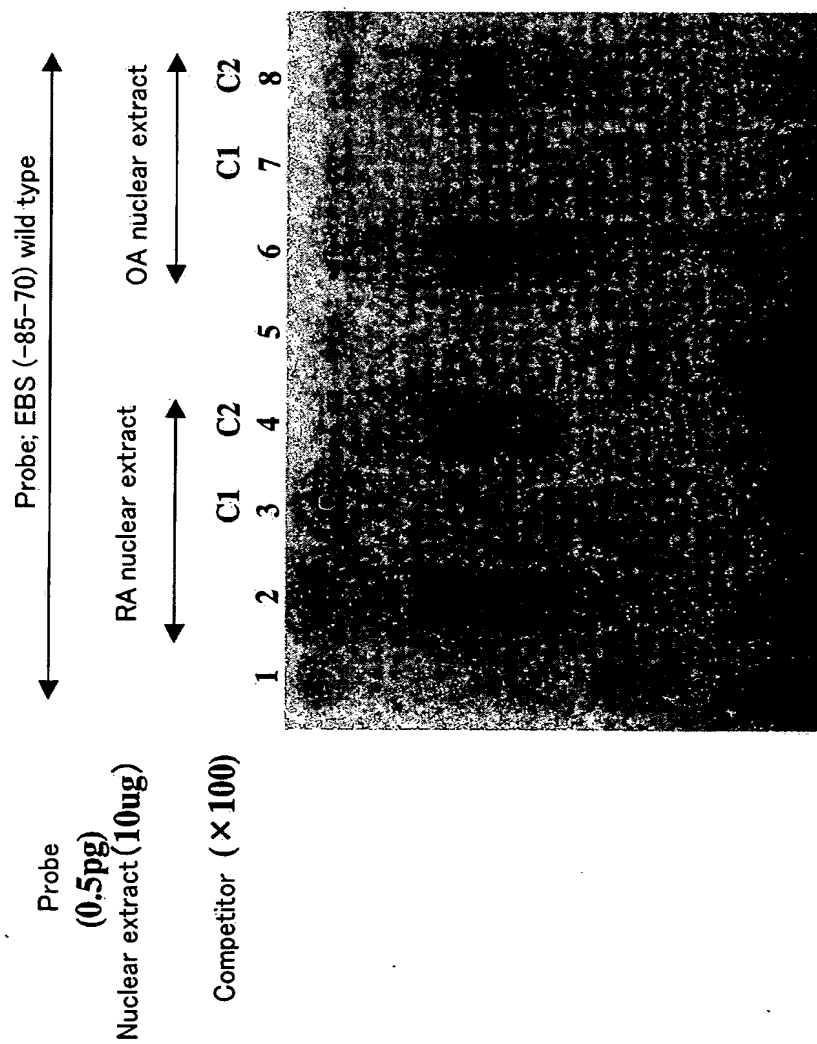 Probe
(0.5pg)
Probe; EBS (-85-70) wild type
Nuclear extract (10ug)
RA nuclear extract
OA nuclear extract
Competitor (×100)
C1 C2 C1 C2
1 2 3 4 5 6 7 8